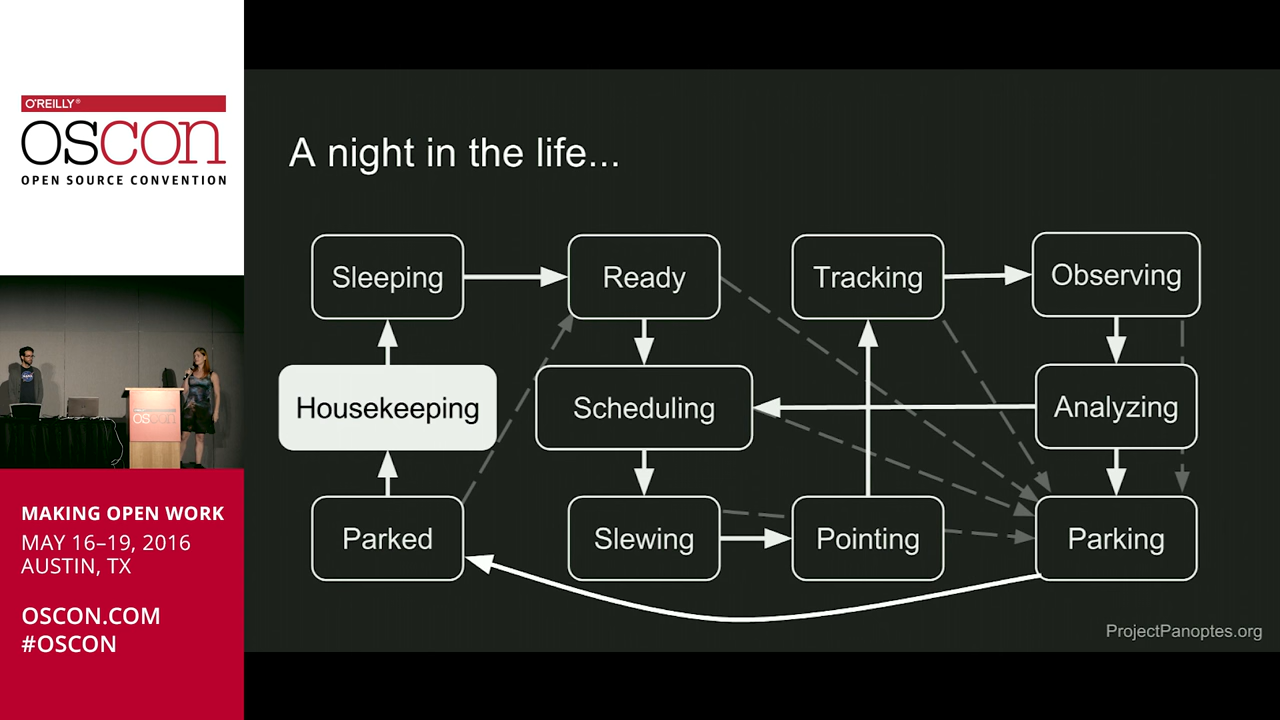 O'REILLY®
OSCON
OPEN SOURCE CONVENTION
MAKING OPEN WORK
MAY 16–19, 2016
AUSTIN, TX
OSCON.COM
#OSCON
A night in the life...
Sleeping
Ready
Tracking
Observing
Housekeeping
Scheduling
Analyzing
Parked
Slewing
Pointing
Parking
ProjectPanoptes.org
OSCON